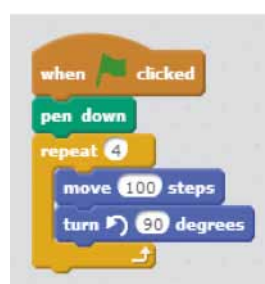 when clicked
pen down
repeat 4
move 100 steps
turn 90 degrees